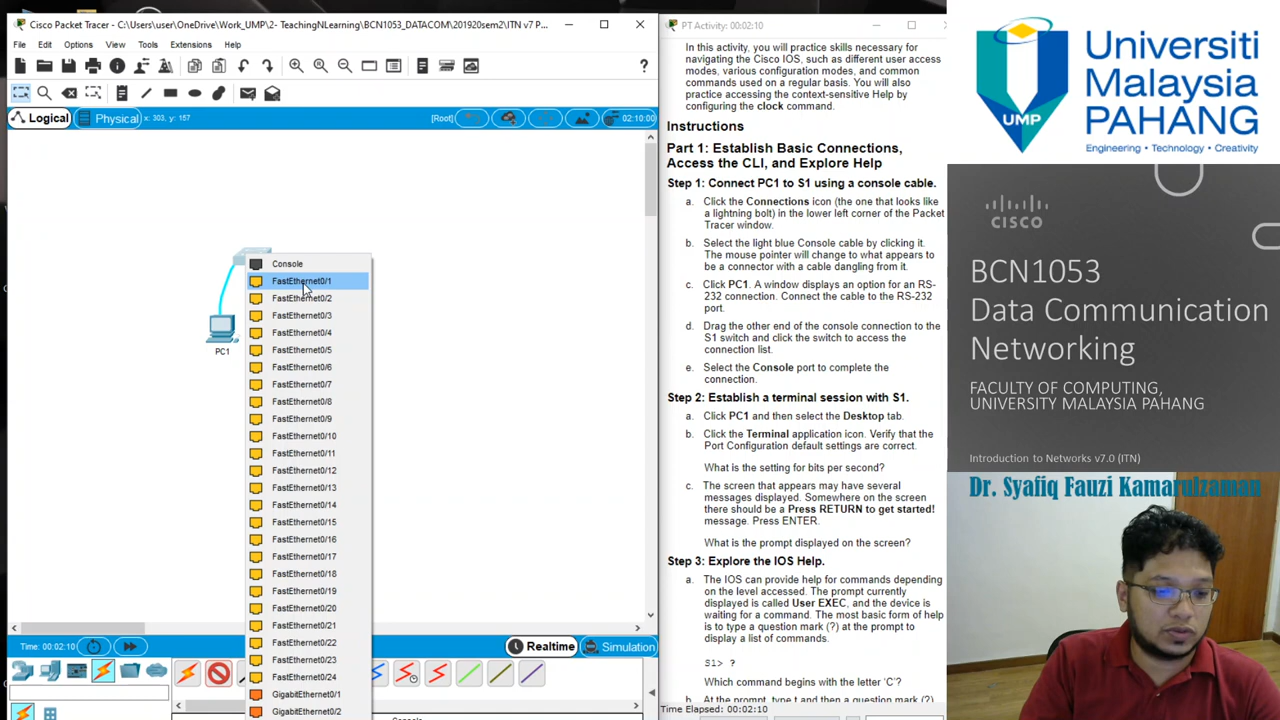 Cisco Packet Tracer - C:\Users\user\OneDrive\Work_UMP\2- TeachingNLearning\BCN1053_DATACOM\201920sem2\ITN v7 P...
File Edit Options View Tools Extensions Window Help
Logical Physical x: 303, y: 157 [Root] 02:10:00
PC1
Console
FastEthernet0/1
FastEthernet0/2
FastEthernet0/3
FastEthernet0/4
FastEthernet0/5
FastEthernet0/6
FastEthernet0/7
FastEthernet0/8
FastEthernet0/9
FastEthernet0/10
FastEthernet0/11
FastEthernet0/12
FastEthernet0/13
FastEthernet0/14
FastEthernet0/15
FastEthernet0/16
FastEthernet0/17
FastEthernet0/18
FastEthernet0/19
FastEthernet0/20
FastEthernet0/21
FastEthernet0/22
FastEthernet0/23
FastEthernet0/24
GigabitEthernet0/1
GigabitEthernet0/2
Time: 00:02:10 Realtime Simulation
PT Activity: 00:02:10
In this activity, you will practice skills necessary for
navigating the Cisco IOS, such as different user access
modes, various configuration modes, and common
commands used on a regular basis. You will also
practice accessing the context-sensitive Help by
configuring the clock command.
Instructions
Part 1: Establish Basic Connections,
Access the CLI, and Explore Help
Step 1: Connect PC1 to S1 using a console cable.
a. Click the Connections icon (the one that looks like
a lightning bolt) in the lower left corner of the Packet
Tracer window.
b. Select the light blue Console cable by clicking it.
The mouse pointer will change to what appears to
be a connector with a cable dangling from it.
c. Click PC1. A window displays an option for an RS-
232 connection. Connect the cable to the RS-232
port.
d. Drag the other end of the console connection to the
S1 switch and click the switch to access the
connection list.
e. Select the Console port to complete the
connection.
Step 2: Establish a terminal session with S1.
a. Click PC1 and then select the Desktop tab.
b. Click the Terminal application icon. Verify that the
Port Configuration default settings are correct.
What is the setting for bits per second?
c. The screen that appears may have several
messages displayed. Somewhere on the screen
there should be a Press RETURN to get started!
message. Press ENTER.
What is the prompt displayed on the screen?
Step 3: Explore the IOS Help.
a. The IOS can provide help for commands depending
on the level accessed. The prompt currently
displayed is called User EXEC, and the device is
waiting for a command. The most basic form of help
is to type a question mark (?) at the prompt to
display a list of commands.
S1> ?
Which command begins with the letter 'C'?
b. At the prompt, type t and then a question mark (?)
Time Elapsed: 00:02:10
UMP
Universiti
Malaysia
PAHANG
Engineering • Technology • Creativity
CISCO
BCN1053
Data Communication
Networking
FACULTY OF COMPUTING,
UNIVERSITY MALAYSIA PAHANG
Introduction to Networks v7.0 (ITN)
Dr. Syafiq Fauzi Kamarulzaman